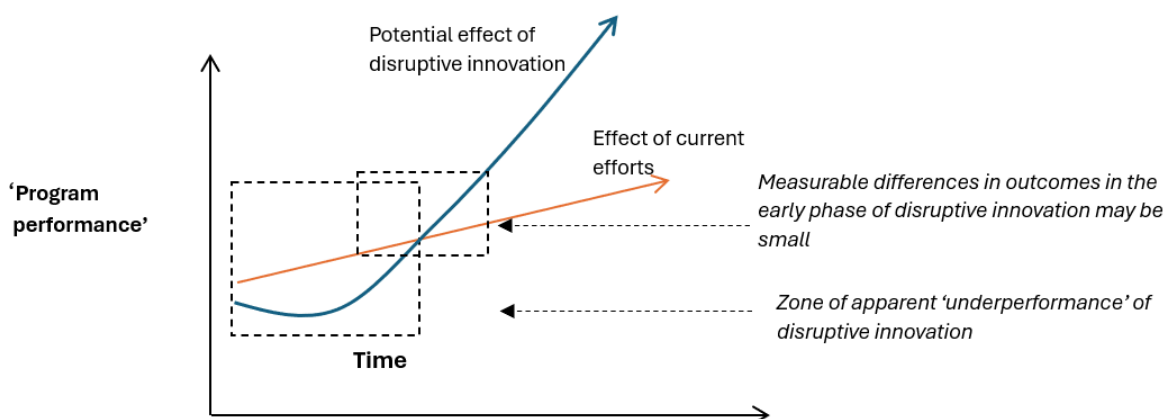 Potential effect of
disruptive innovation
Effect of current
efforts
‘Program
performance’
Measurable differences in outcomes in the
early phase of disruptive innovation may be
small
Zone of apparent ‘underperformance’ of
disruptive innovation
Time